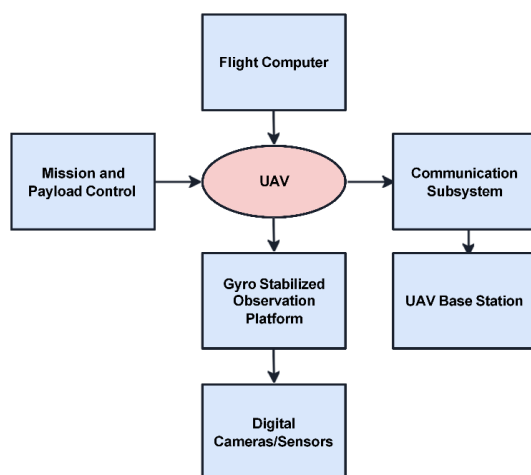 Flight Computer
Mission and
Payload Control
UAV
Communication
Subsystem
Gyro Stabilized
Observation
Platform
UAV Base Station
Digital
Cameras/Sensors